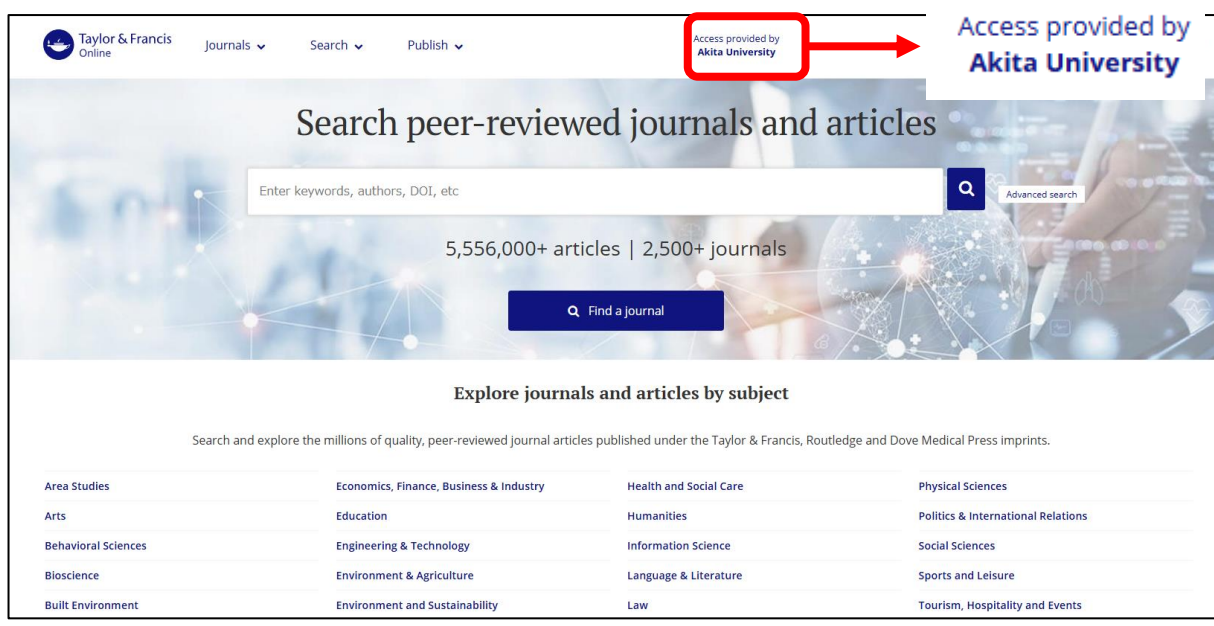 Taylor & Francis
Online
Journals
Search
Publish
Access provided by
Akita University
Access provided by
Akita University
Search peer-reviewed journals and articles
Enter keywords, authors, DOI, etc
Advanced search
5,556,000+ articles | 2,500+ journals
Find a journal
Explore journals and articles by subject
Search and explore the millions of quality, peer-reviewed journal articles published under the Taylor & Francis, Routledge and Dove Medical Press imprints.
Area Studies
Economics, Finance, Business & Industry
Health and Social Care
Physical Sciences
Arts
Education
Humanities
Politics & International Relations
Behavioral Sciences
Engineering & Technology
Information Science
Social Sciences
Bioscience
Environment & Agriculture
Language & Literature
Sports and Leisure
Built Environment
Environment and Sustainability
Law
Tourism, Hospitality and Events